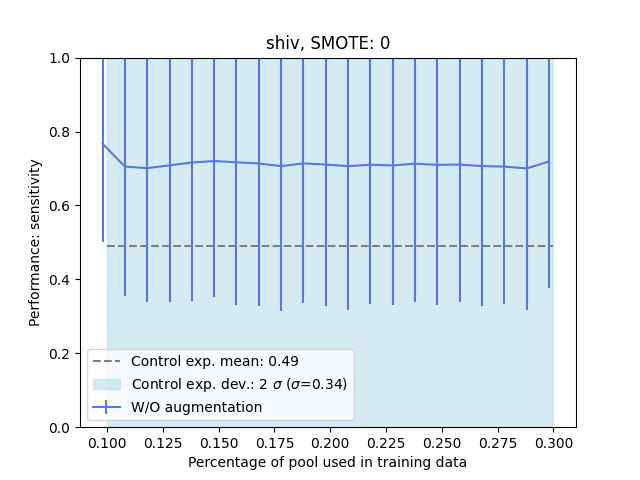 shiv, SMOTE: 0
1.0
0.8
0.6
0.4
0.2
0.0
Performance: sensitivity
Control exp. mean: 0.49
Control exp. dev.: 2 σ (σ=0.34)
W/O augmentation
0.100 0.125 0.150 0.175 0.200 0.225 0.250 0.275 0.300
Percentage of pool used in training data